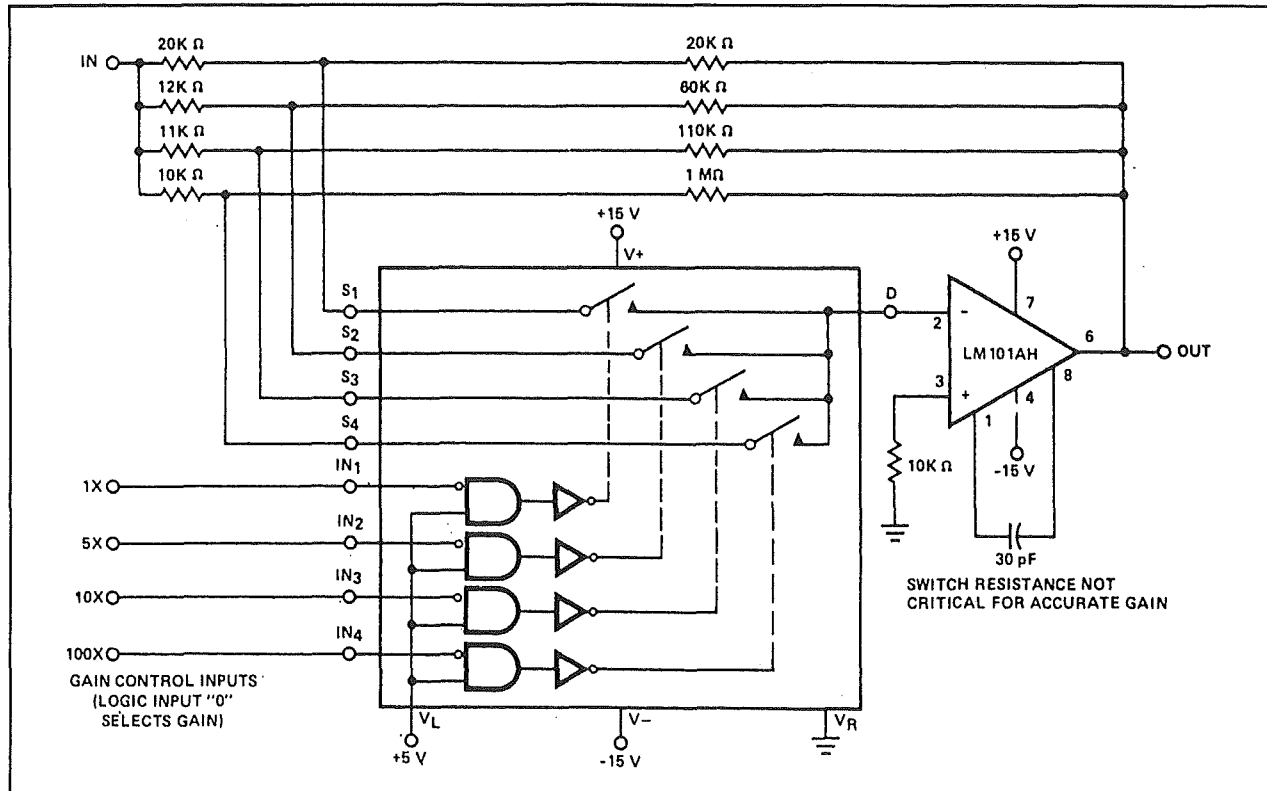 IN
20K Ω
20K Ω
12K Ω
60K Ω
11K Ω
110K Ω
10K Ω
1 MΩ
+15 V
V+
+15 V
S1
D
7
2
-
6
S2
LM101AH
OUT
8
S3
3
+
4
1
S4
-15 V
10K Ω
IN1
1X
IN2
5X
30 pF
IN3
10X
SWITCH RESISTANCE NOT
CRITICAL FOR ACCURATE GAIN
IN4
100X
GAIN CONTROL INPUTS
(LOGIC INPUT "0"
SELECTS GAIN)
VL
V-
VR
+5 V
-15 V